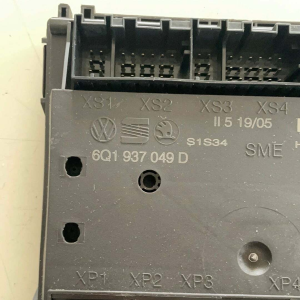 XS1 XS2 XS3 XS4
II 5 19/05
S1S34
SME H
6Q1 937 049 D
XP1 XP2 XP3 XP4